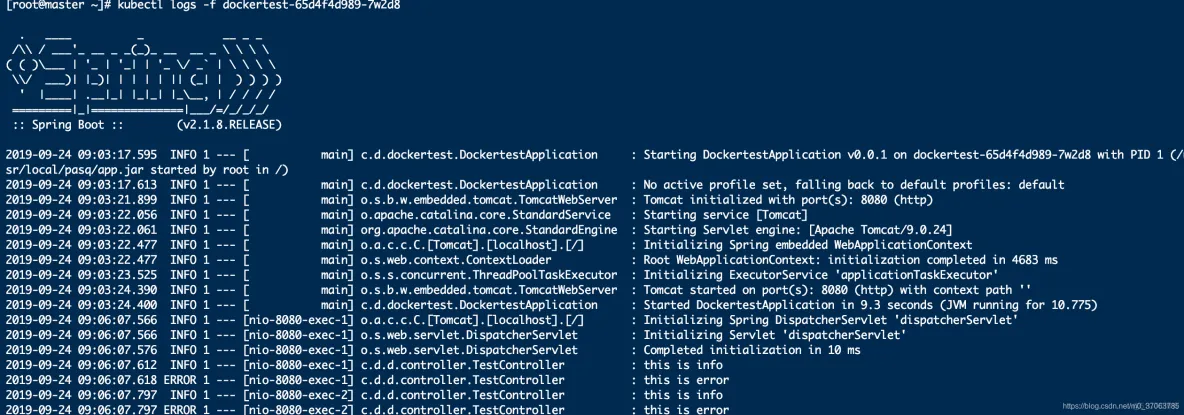 [root@master ~]# kubectl logs -f dockertest-65d4f4d989-7w2d8
  .   ____          _            __ _ _
 /\\ / ___'_ __ _ _(_)_ __  __ _ \ \ \ \
( ( )\___ | '_ | '_| | '_ \/ _` | \ \ \ \
 \\/  ___)| |_)| | | | | || (_| |  ) ) ) )
  '  |____| .__|_| |_|_| |_\__, | / / / /
 =========|_|==============|___/=/_/_/_/
 :: Spring Boot ::        (v2.1.8.RELEASE)
2019-09-24 09:03:17.595  INFO 1 --- [           main] c.d.dockertest.DockertestApplication     : Starting DockertestApplication v0.0.1 on dockertest-65d4f4d989-7w2d8 with PID 1 (/u
sr/local/pasq/app.jar started by root in /)
2019-09-24 09:03:17.613  INFO 1 --- [           main] c.d.dockertest.DockertestApplication     : No active profile set, falling back to default profiles: default
2019-09-24 09:03:21.899  INFO 1 --- [           main] o.s.b.w.embedded.tomcat.TomcatWebServer  : Tomcat initialized with port(s): 8080 (http)
2019-09-24 09:03:22.056  INFO 1 --- [           main] o.apache.catalina.core.StandardService   : Starting service [Tomcat]
2019-09-24 09:03:22.061  INFO 1 --- [           main] org.apache.catalina.core.StandardEngine  : Starting Servlet engine: [Apache Tomcat/9.0.24]
2019-09-24 09:03:22.477  INFO 1 --- [           main] o.a.c.c.C.[Tomcat].[localhost].[/]       : Initializing Spring embedded WebApplicationContext
2019-09-24 09:03:22.477  INFO 1 --- [           main] o.s.web.context.ContextLoader            : Root WebApplicationContext: initialization completed in 4683 ms
2019-09-24 09:03:23.525  INFO 1 --- [           main] o.s.s.concurrent.ThreadPoolTaskExecutor  : Initializing ExecutorService 'applicationTaskExecutor'
2019-09-24 09:03:24.390  INFO 1 --- [           main] o.s.b.w.embedded.tomcat.TomcatWebServer  : Tomcat started on port(s): 8080 (http) with context path ''
2019-09-24 09:03:24.400  INFO 1 --- [           main] c.d.dockertest.DockertestApplication     : Started DockertestApplication in 9.3 seconds (JVM running for 10.775)
2019-09-24 09:06:07.566  INFO 1 --- [nio-8080-exec-1] o.a.c.c.C.[Tomcat].[localhost].[/]       : Initializing Spring DispatcherServlet 'dispatcherServlet'
2019-09-24 09:06:07.566  INFO 1 --- [nio-8080-exec-1] o.s.web.servlet.DispatcherServlet        : Initializing Servlet 'dispatcherServlet'
2019-09-24 09:06:07.576  INFO 1 --- [nio-8080-exec-1] o.s.web.servlet.DispatcherServlet        : Completed initialization in 10 ms
2019-09-24 09:06:07.612  INFO 1 --- [nio-8080-exec-1] c.d.d.controller.TestController          : this is info
2019-09-24 09:06:07.618 ERROR 1 --- [nio-8080-exec-1] c.d.d.controller.TestController          : this is error
2019-09-24 09:06:07.797  INFO 1 --- [nio-8080-exec-2] c.d.d.controller.TestController          : this is info
2019-09-24 09:06:07.797 ERROR 1 --- [nio-8080-exec-2] c.d.d.controller.TestController          : this is error
https://blog.csdn.net/m0_37063785